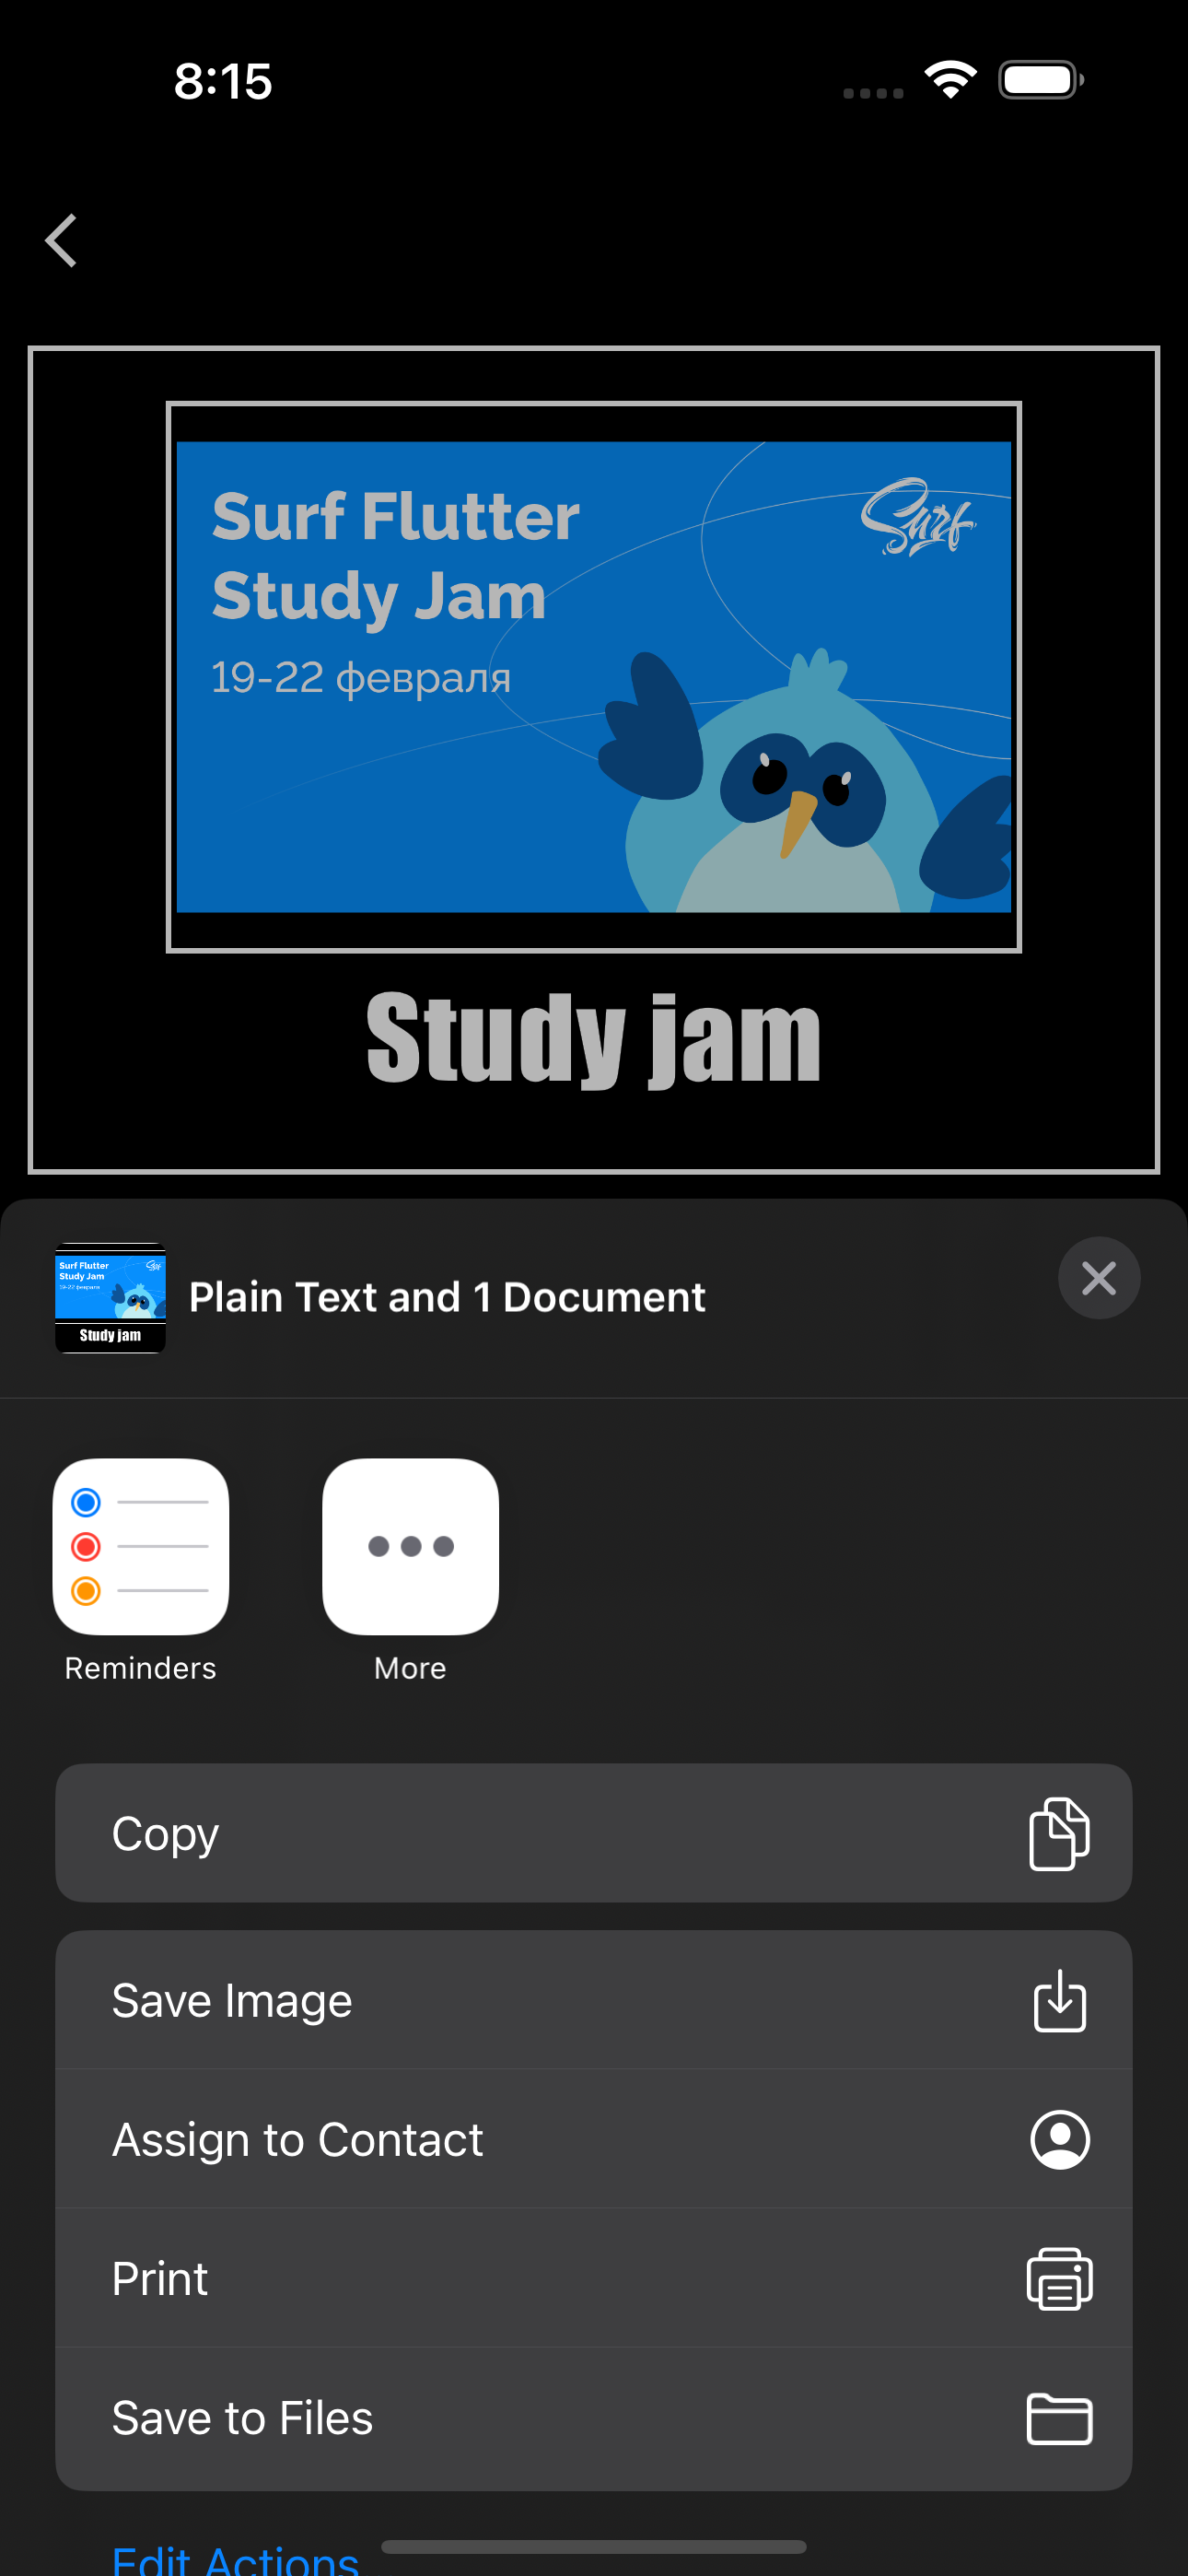 8:15
Surf Flutter
Surf
Study Jam
19-22 февраля
Study jam
Surf Flutter
Surf
Study Jam
19-22 февраля
Study jam
Plain Text and 1 Document
Reminders
More
Copy
Save Image
Assign to Contact
Print
Save to Files
Edit Actions